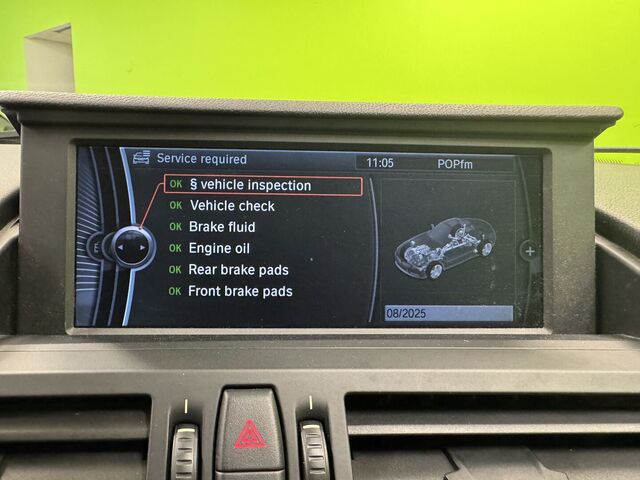 Service required
11:05
POPfm
OK § vehicle inspection
OK Vehicle check
OK Brake fluid
OK Engine oil
OK Rear brake pads
OK Front brake pads
08/2025